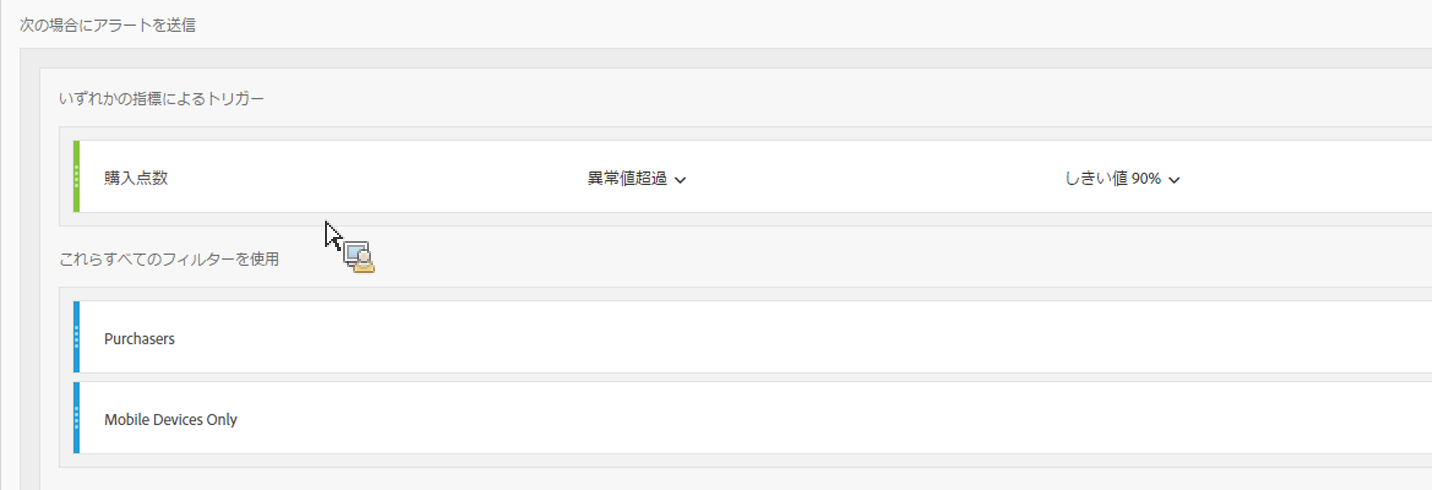 次の場合にアラートを送信
いずれかの指標によるトリガー
購入点数 異常値超過 しきい値 90%
これらすべてのフィルターを使用
Purchasers
Mobile Devices Only